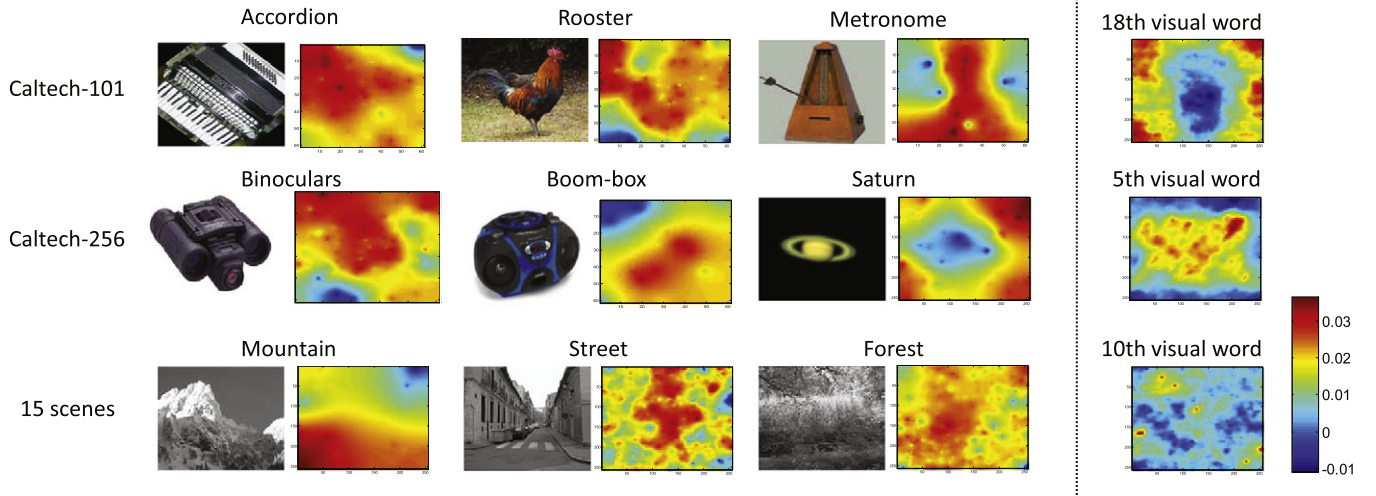 Accordion Rooster Metronome 18th visual word
Caltech-101
Binoculars Boom-box Saturn 5th visual word
Caltech-256
Mountain Street Forest 10th visual word
15 scenes
0.03
0.02
0.01
0
-0.01